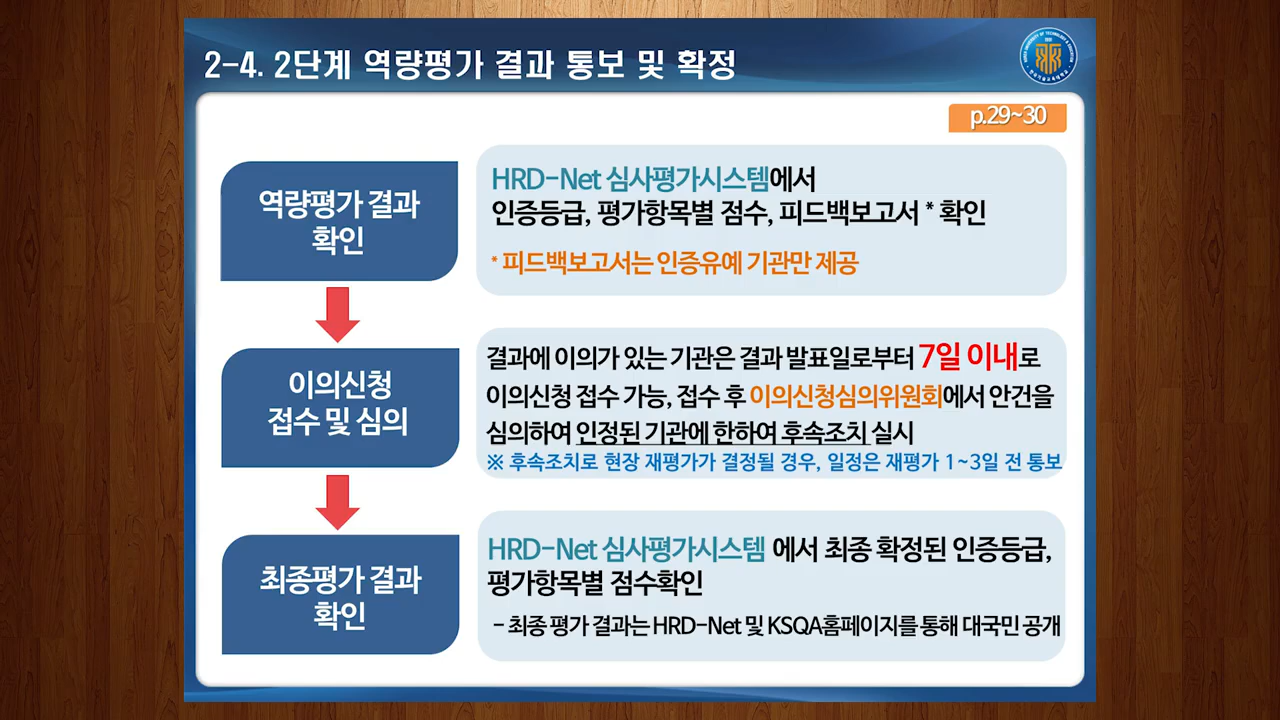 2-4. 2단계 역량평가 결과 통보 및 확정
p.29~30
역량평가 결과
확인
HRD-Net 심사평가시스템에서
인증등급, 평가항목별 점수, 피드백보고서 * 확인
* 피드백보고서는 인증유예 기관만 제공
이의신청
접수 및 심의
결과에 이의가 있는 기관은 결과 발표일로부터 7일 이내로
이의신청 접수 가능, 접수 후 이의신청심의위원회에서 안건을
심의하여 인정된 기관에 한하여 후속조치 실시
※ 후속조치로 현장 재평가가 결정될 경우, 일정은 재평가 1~3일 전 통보
최종평가 결과
확인
HRD-Net 심사평가시스템 에서 최종 확정된 인증등급,
평가항목별 점수확인
- 최종 평가 결과는 HRD-Net 및 KSQA홈페이지를 통해 대국민 공개